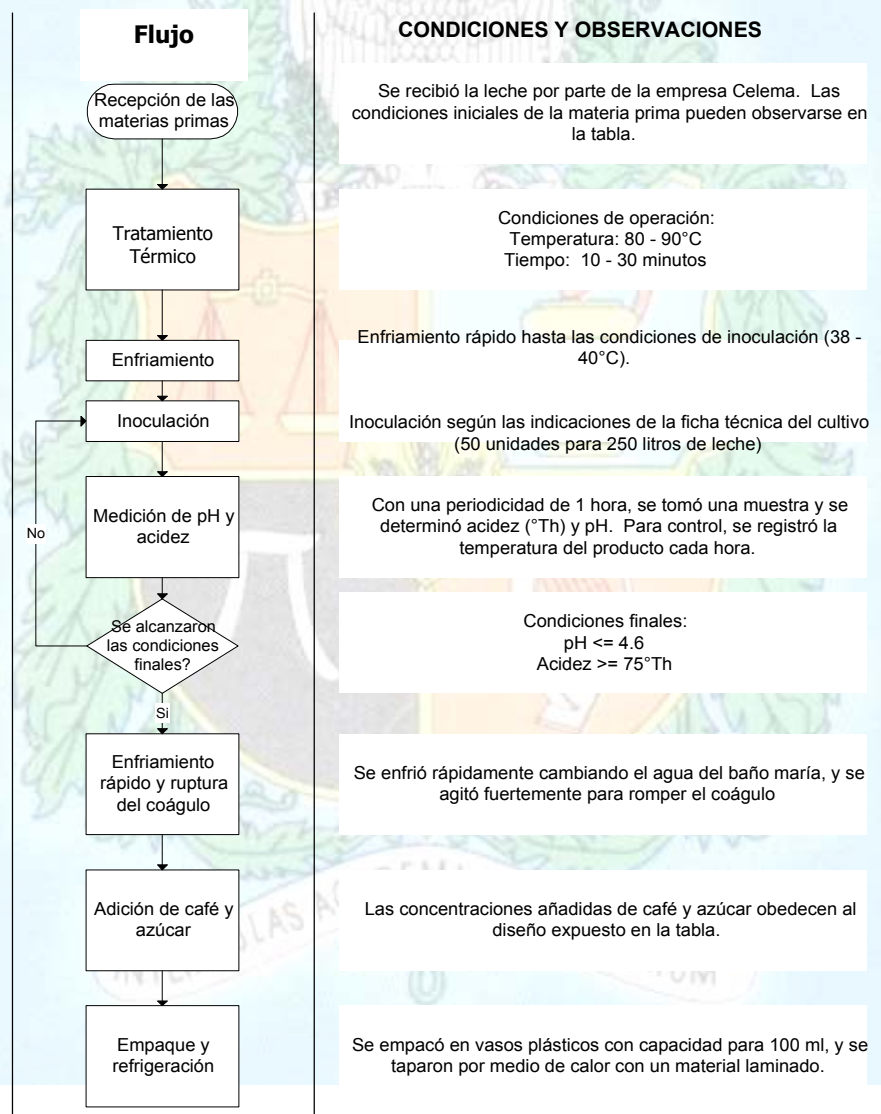 Flujo
CONDICIONES Y OBSERVACIONES
Recepción de las
materias primas
Se recibió la leche por parte de la empresa Celema. Las
condiciones iniciales de la materia prima pueden observarse en
la tabla.
Tratamiento
Térmico
Condiciones de operación:
Temperatura: 80 - 90°C
Tiempo: 10 - 30 minutos
Enfriamiento
Enfriamiento rápido hasta las condiciones de inoculación (38 -
40°C).
Inoculación
Inoculación según las indicaciones de la ficha técnica del cultivo
(50 unidades para 250 litros de leche)
Medición de pH y
acidez
Con una periodicidad de 1 hora, se tomó una muestra y se
determinó acidez (°Th) y pH. Para control, se registró la
temperatura del producto cada hora.
No
Se alcanzaron
las condiciones
finales?
Condiciones finales:
pH <= 4.6
Acidez >= 75°Th
Si
Enfriamiento
rápido y ruptura
del coágulo
Se enfrió rápidamente cambiando el agua del baño maría, y se
agitó fuertemente para romper el coágulo
Adición de café y
azúcar
Las concentraciones añadidas de café y azúcar obedecen al
diseño expuesto en la tabla.
Empaque y
refrigeración
Se empacó en vasos plásticos con capacidad para 100 ml, y se
taparon por medio de calor con un material laminado.